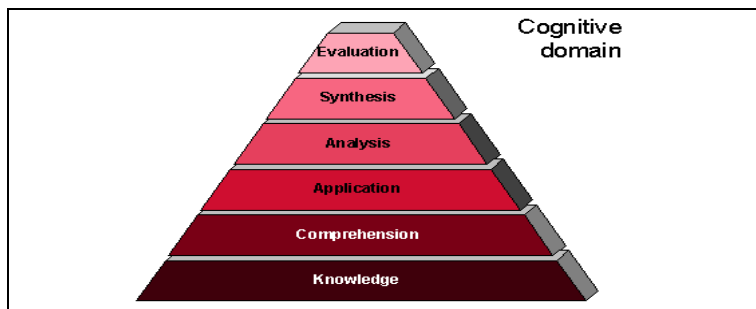 Cognitive
domain
Evaluation
Synthesis
Analysis
Application
Comprehension
Knowledge